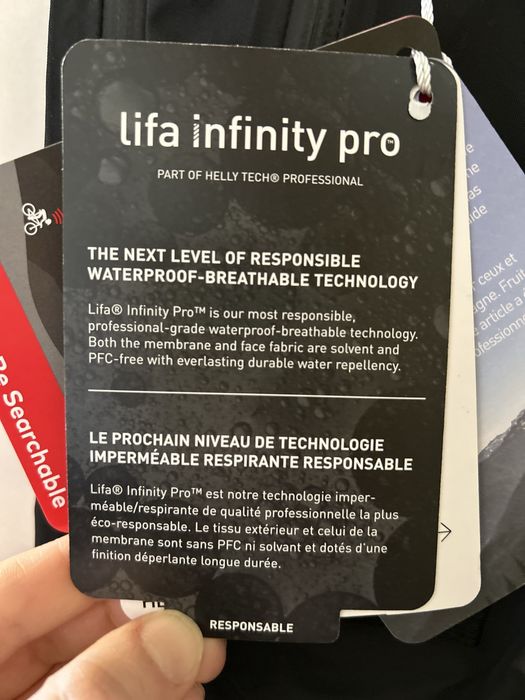 lifa infinity pro™
PART OF HELLY TECH® PROFESSIONAL
THE NEXT LEVEL OF RESPONSIBLE
WATERPROOF-BREATHABLE TECHNOLOGY
Lifa® Infinity Pro™ is our most responsible,
professional-grade waterproof-breathable technology.
Both the membrane and face fabric are solvent and
PFC-free with everlasting durable water repellency.
LE PROCHAIN NIVEAU DE TECHNOLOGIE
IMPERMÉABLE RESPIRANTE RESPONSABLE
Lifa® Infinity Pro™ est notre technologie imper-
méable/respirante de qualité professionnelle la plus
éco-responsable. Le tissu extérieur et celui de la
membrane sont sans PFC ni solvant et dotés d'une
finition déperlante longue durée.
RESPONSABLE
Be Searchable
ceux et
article a